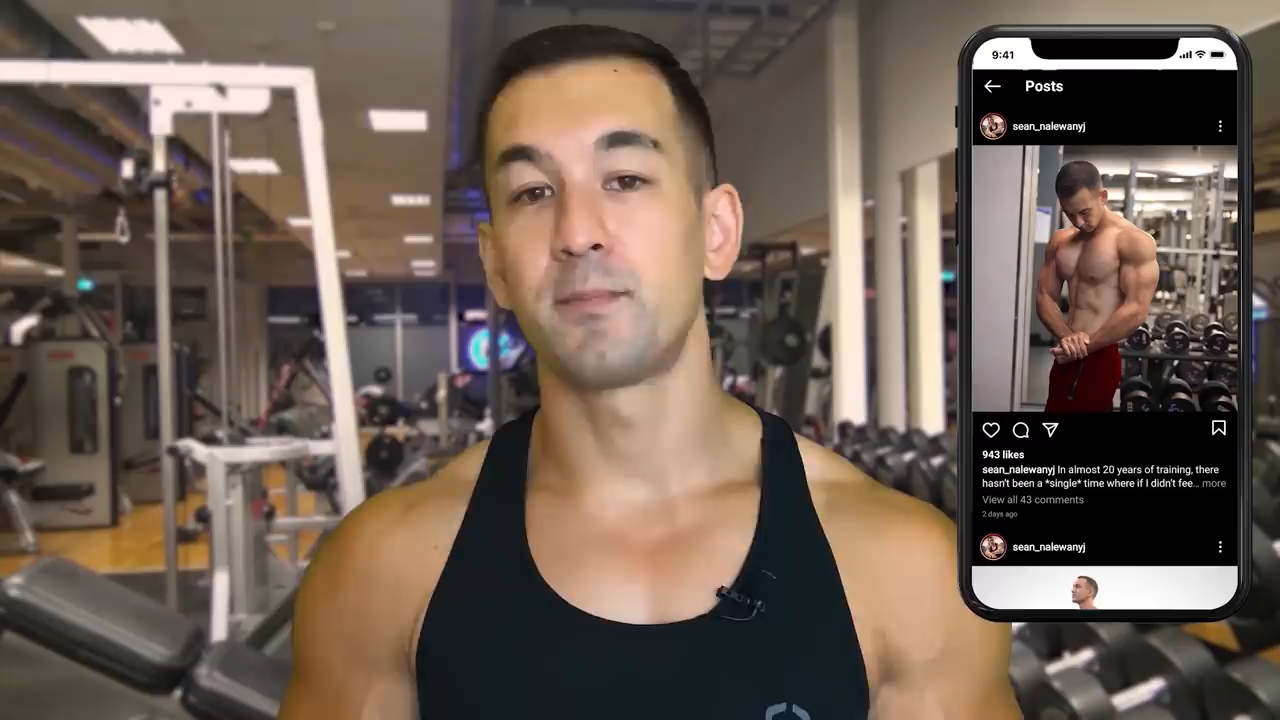 9:41
Posts
sean_nalewanyj
943 likes
sean_nalewanyj In almost 20 years of training, there
hasn't been a *single* time where if I didn't fee... more
View all 43 comments
2 days ago
sean_nalewanyj